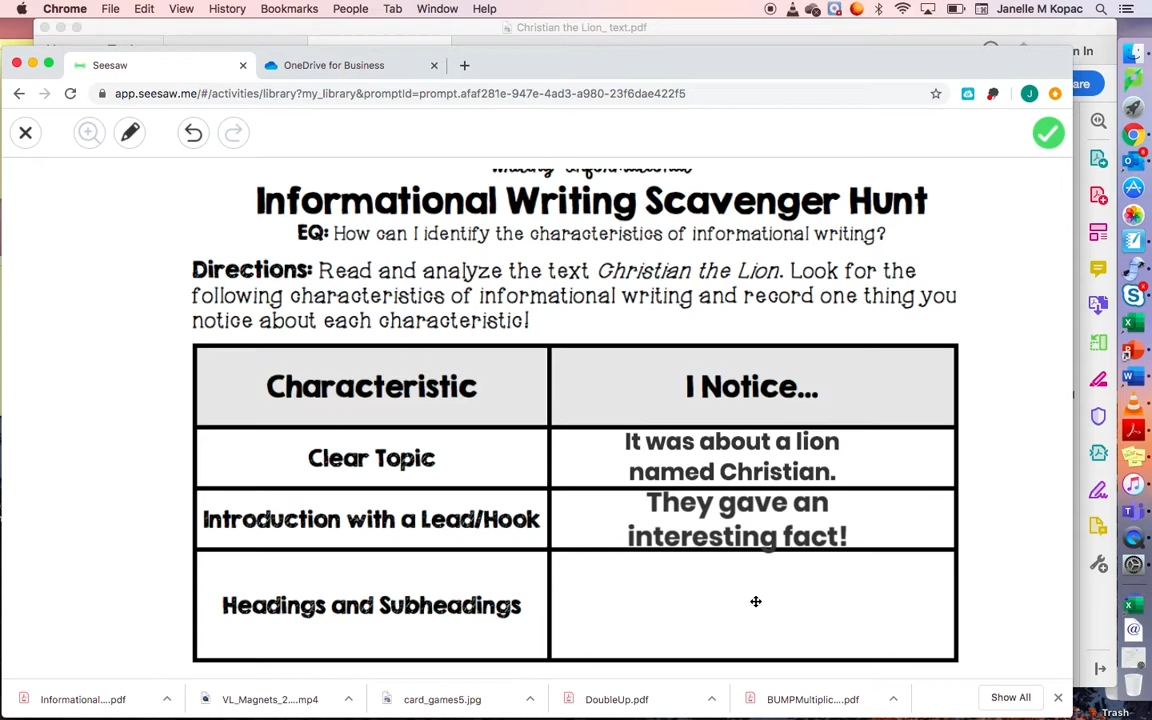 Chrome File Edit View History Bookmarks People Tab Window Help Janelle M Kopac
Christian the Lion_ text.pdf
Seesaw OneDrive for Business
n In
app.seesaw.me/#/activities/library?my_library&promptId=prompt.afaf281e-947e-4ad3-a980-23f6dae422f5
J
are
Informational Writing Scavenger Hunt
EQ: How can I identify the characteristics of informational writing?
Directions: Read and analyze the text Christian the Lion. Look for the
following characteristics of informational writing and record one thing you
notice about each characteristic!
Characteristic I Notice...
Clear Topic
It was about a lion
named Christian.
Introduction with a Lead/Hook
They gave an
interesting fact!
Headings and Subheadings
Informational....pdf VL_Magnets_2....mp4 card_games5.jpg DoubleUp.pdf BUMPMultiplic....pdf Show All
Trash